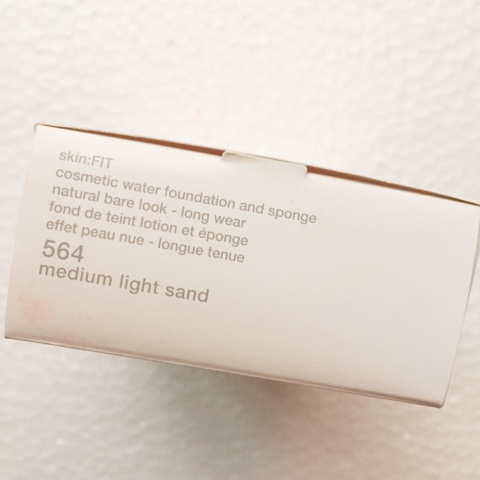 skin:FIT
cosmetic water foundation and sponge
natural bare look - long wear
fond de teint lotion et éponge
effet peau nue - longue tenue
564
medium light sand